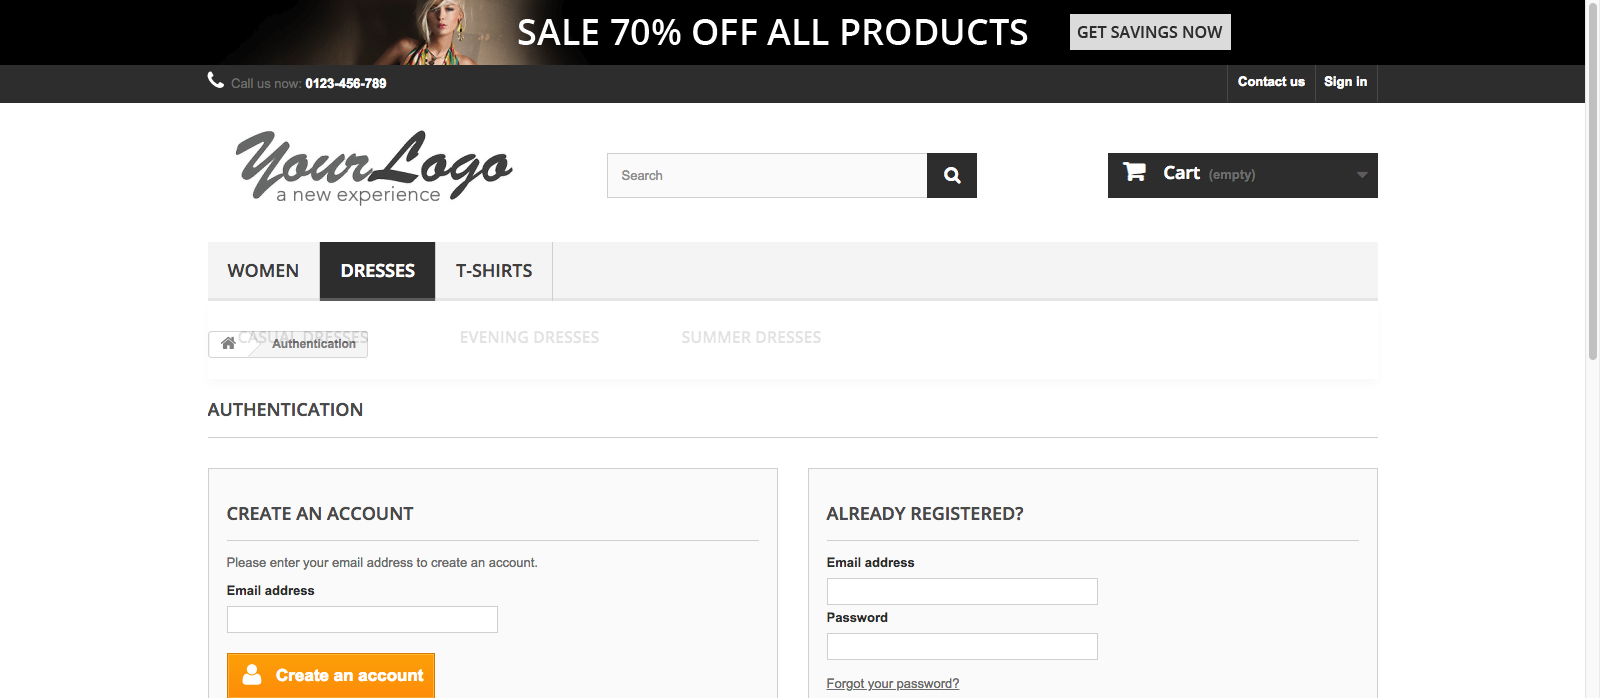 SALE 70% OFF ALL PRODUCTS GET SAVINGS NOW
Call us now: 0123-456-789 Contact us Sign in
YourLogo
a new experience
Search
Cart (empty)
WOMEN DRESSES T-SHIRTS
CASUAL DRESSES EVENING DRESSES SUMMER DRESSES
Authentication
AUTHENTICATION
CREATE AN ACCOUNT
Please enter your email address to create an account.
Email address
Create an account
ALREADY REGISTERED?
Email address
Password
Forgot your password?